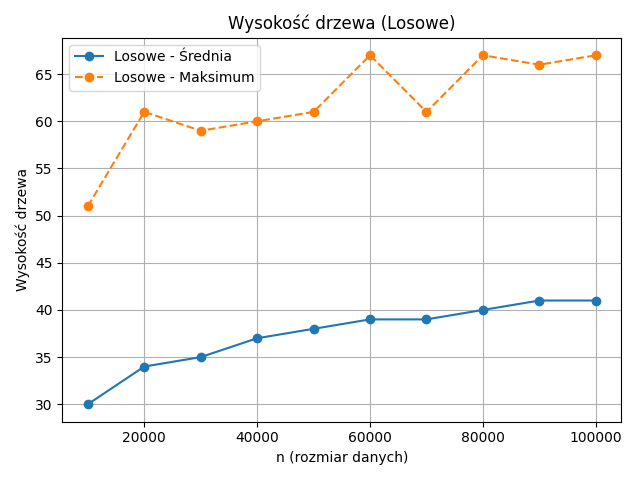 Wysokość drzewa (Losowe)
Losowe - Średnia
Losowe - Maksimum
Wysokość drzewa
65
60
55
50
45
40
35
30
20000 40000 60000 80000 100000
n (rozmiar danych)